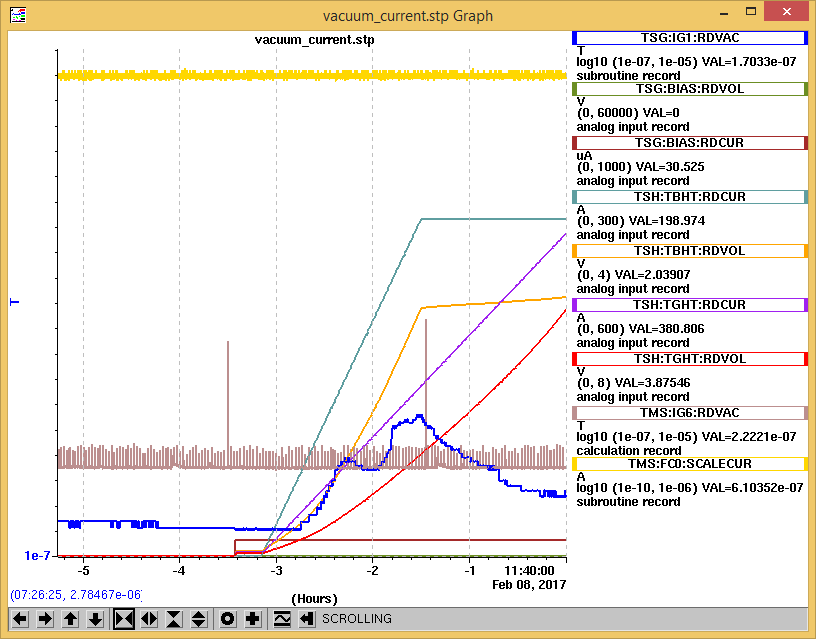 vacuum_current.stp Graph
vacuum_current.stp
T
1e-7
-5
-4
-3
-2
-1
11:40:00
Feb 08, 2017
(Hours)
(07:26:25, 2.78467e-06)
TSG:IG1:RDVAC
T
log10 (1e-07, 1e-05) VAL=1.7033e-07
subroutine record
TSG:BIAS:RDVOL
V
(0, 60000) VAL=0
analog input record
TSG:BIAS:RDCUR
uA
(0, 1000) VAL=30.525
analog input record
TSH:TBHT:RDCUR
A
(0, 300) VAL=198.974
analog input record
TSH:TBHT:RDVOL
V
(0, 4) VAL=2.03907
analog input record
TSH:TGHT:RDCUR
A
(0, 600) VAL=380.806
analog input record
TSH:TGHT:RDVOL
V
(0, 8) VAL=3.87546
analog input record
TMS:IG6:RDVAC
T
log10 (1e-07, 1e-05) VAL=2.2221e-07
calculation record
TMS:FC0:SCALECUR
A
log10 (1e-10, 1e-06) VAL=6.10352e-07
subroutine record
SCROLLING